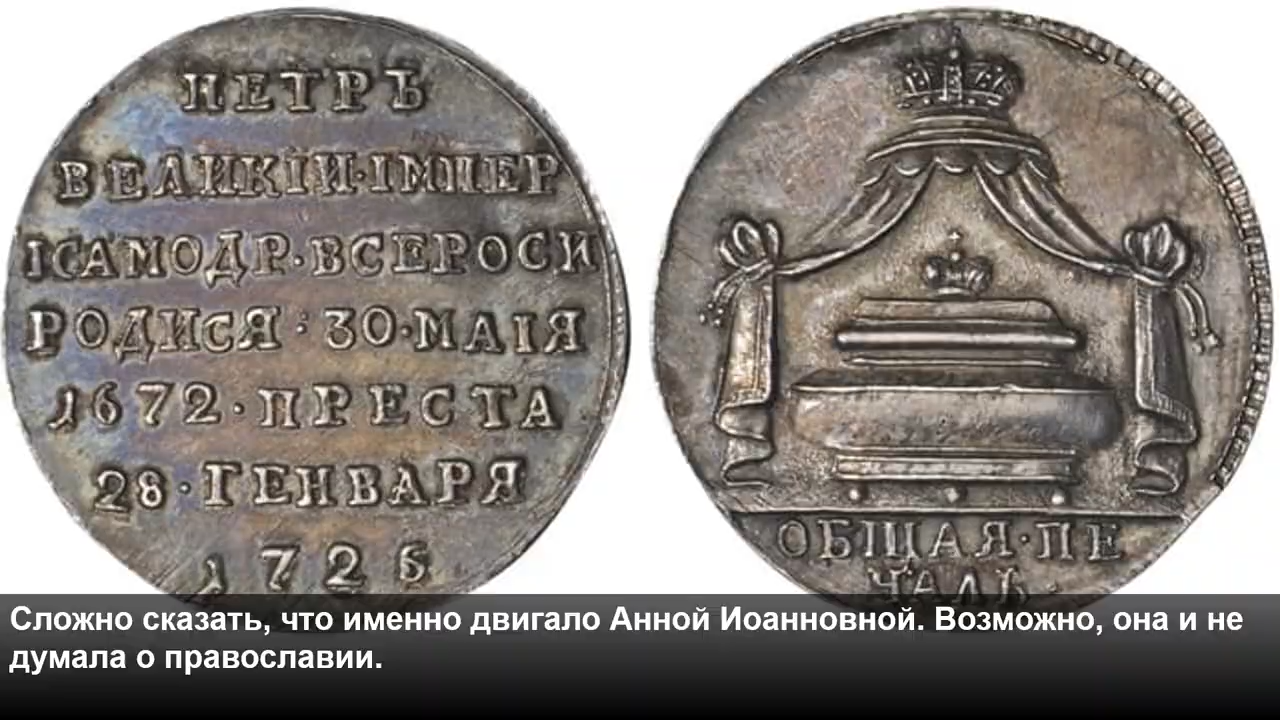 ПЕТРЪ
ВЕЛИКІИ·ІМПЕР
ІСАМОДР·ВСЕРОСИ
РОДИСЯ·30·МАІЯ
1672·ПРЕСТА
28·ГЕНВАРЯ
1725
ОБЩАЯ·ПЕ
ЧАЛЬ·
Сложно сказать, что именно двигало Анной Иоанновной. Возможно, она и не
думала о православии.